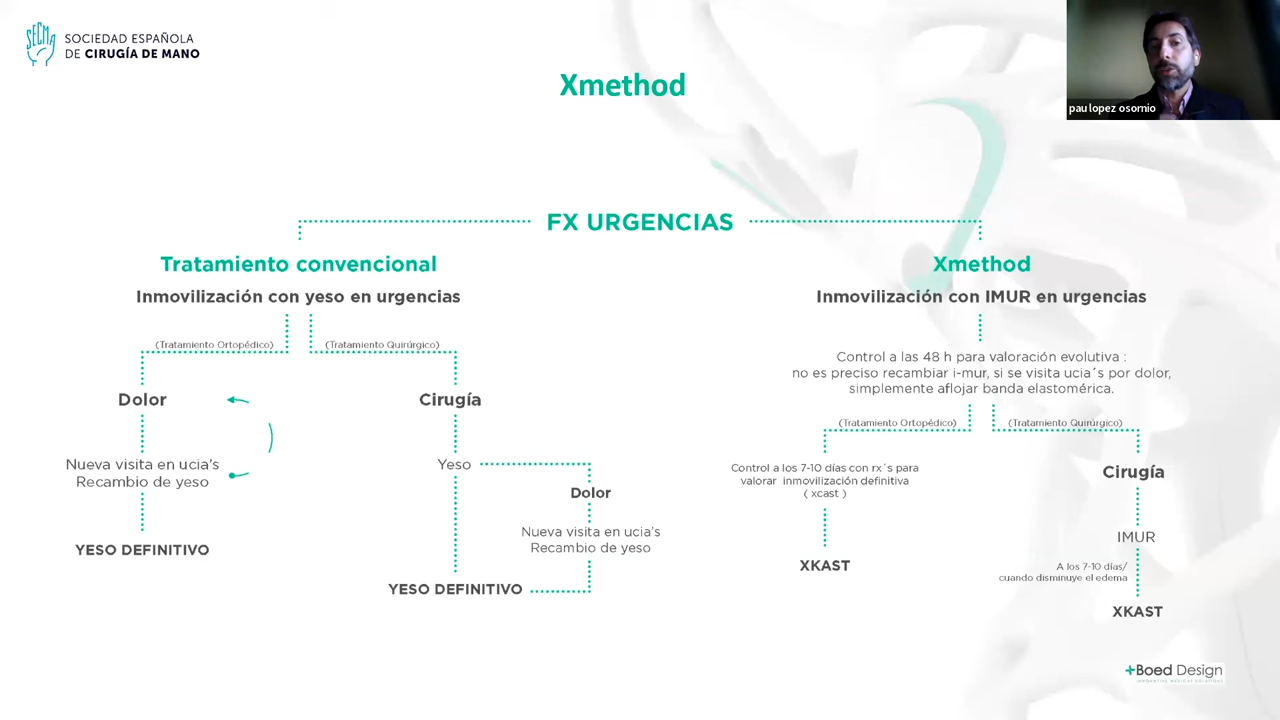 SECMA
SOCIEDAD ESPAÑOLA
DE CIRUGÍA DE MANO
Xmethod
pau lopez osornio
FX URGENCIAS
Tratamiento convencional
Inmovilización con yeso en urgencias
(Tratamiento Ortopédico)
(Tratamiento Quirúrgico)
Dolor
Nueva visita en ucia's
Recambio de yeso
YESO DEFINITIVO
Cirugía
Yeso
Dolor
Nueva visita en ucia's
Recambio de yeso
YESO DEFINITIVO
Xmethod
Inmovilización con IMUR en urgencias
Control a las 48 h para valoración evolutiva :
no es preciso recambiar i-mur, si se visita ucia´s por dolor,
simplemente aflojar banda elastomérica.
(Tratamiento Ortopédico)
(Tratamiento Quirúrgico)
Control a los 7-10 días con rx´s para
valorar inmovilización definitiva
( xcast )
XKAST
Cirugía
IMUR
A los 7-10 días/
cuando disminuye el edema
XKAST
+Boed Design
INNOVATIVE MEDICAL SOLUTIONS